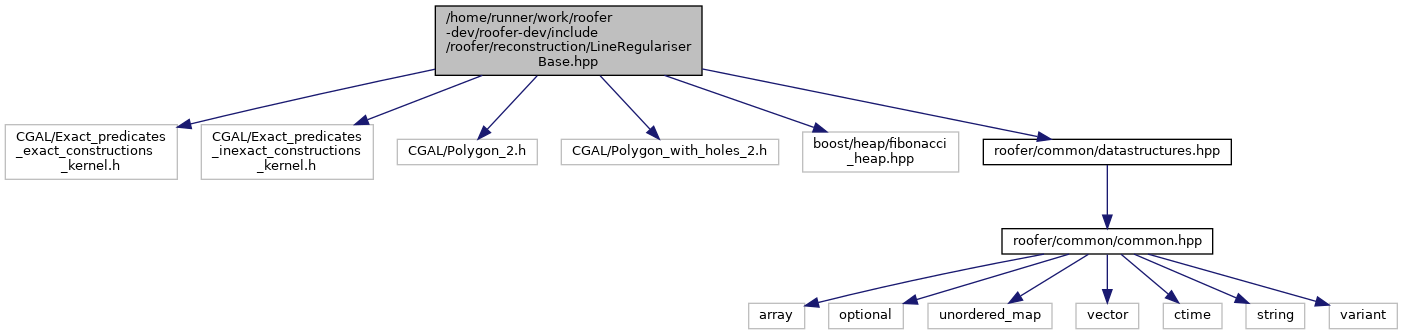 /home/runner/work/roofer
-dev/roofer-dev/include
/roofer/reconstruction/LineRegulariser
Base.hpp
CGAL/Exact_predicates
_exact_constructions
_kernel.h
CGAL/Exact_predicates
_inexact_constructions
_kernel.h
CGAL/Polygon_2.h
CGAL/Polygon_with_holes_2.h
boost/heap/fibonacci
_heap.hpp
roofer/common/datastructures.hpp
roofer/common/common.hpp
array
optional
unordered_map
vector
ctime
string
variant